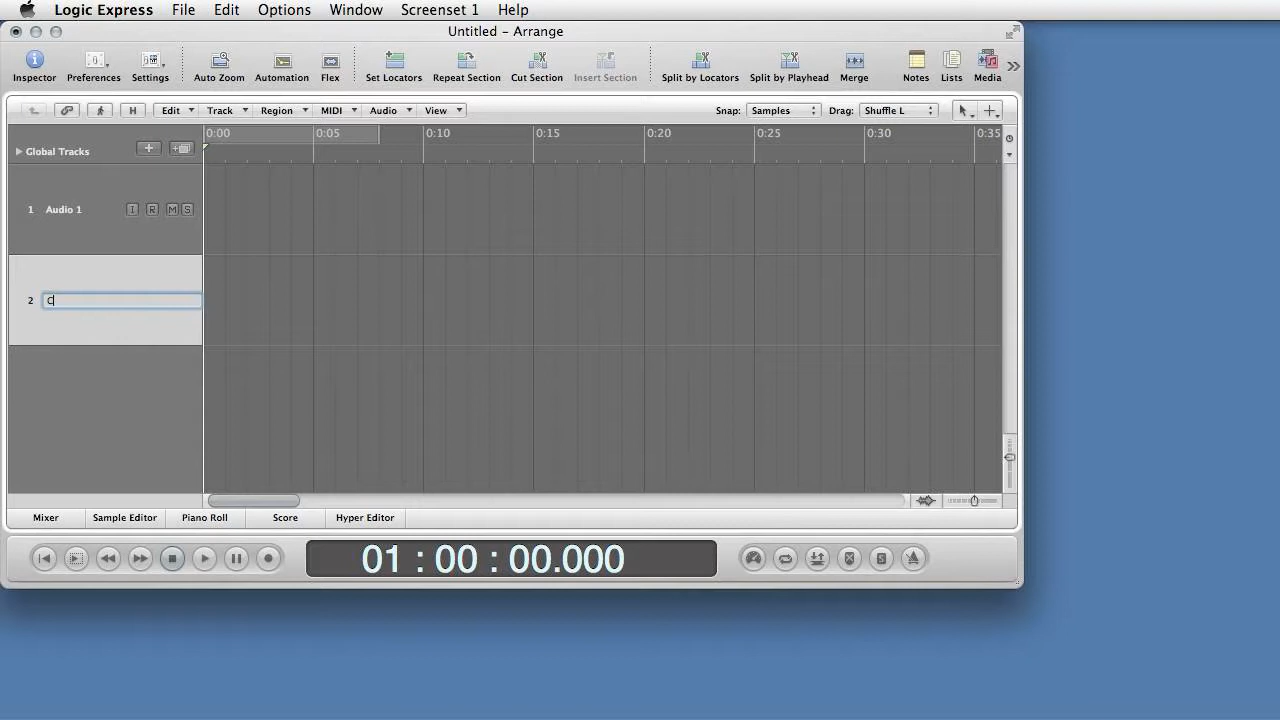 Logic Express File Edit Options Window Screenset 1 Help
Untitled – Arrange
Inspector Preferences Settings Auto Zoom Automation Flex Set Locators Repeat Section Cut Section Insert Section Split by Locators Split by Playhead Merge Notes Lists Media
H Edit Track Region MIDI Audio View Snap: Samples Drag: Shuffle L
0:00 0:05 0:10 0:15 0:20 0:25 0:30 0:35
Global Tracks
1 Audio 1 I R M S
2 C
Mixer Sample Editor Piano Roll Score Hyper Editor
01 : 00 : 00.000
S